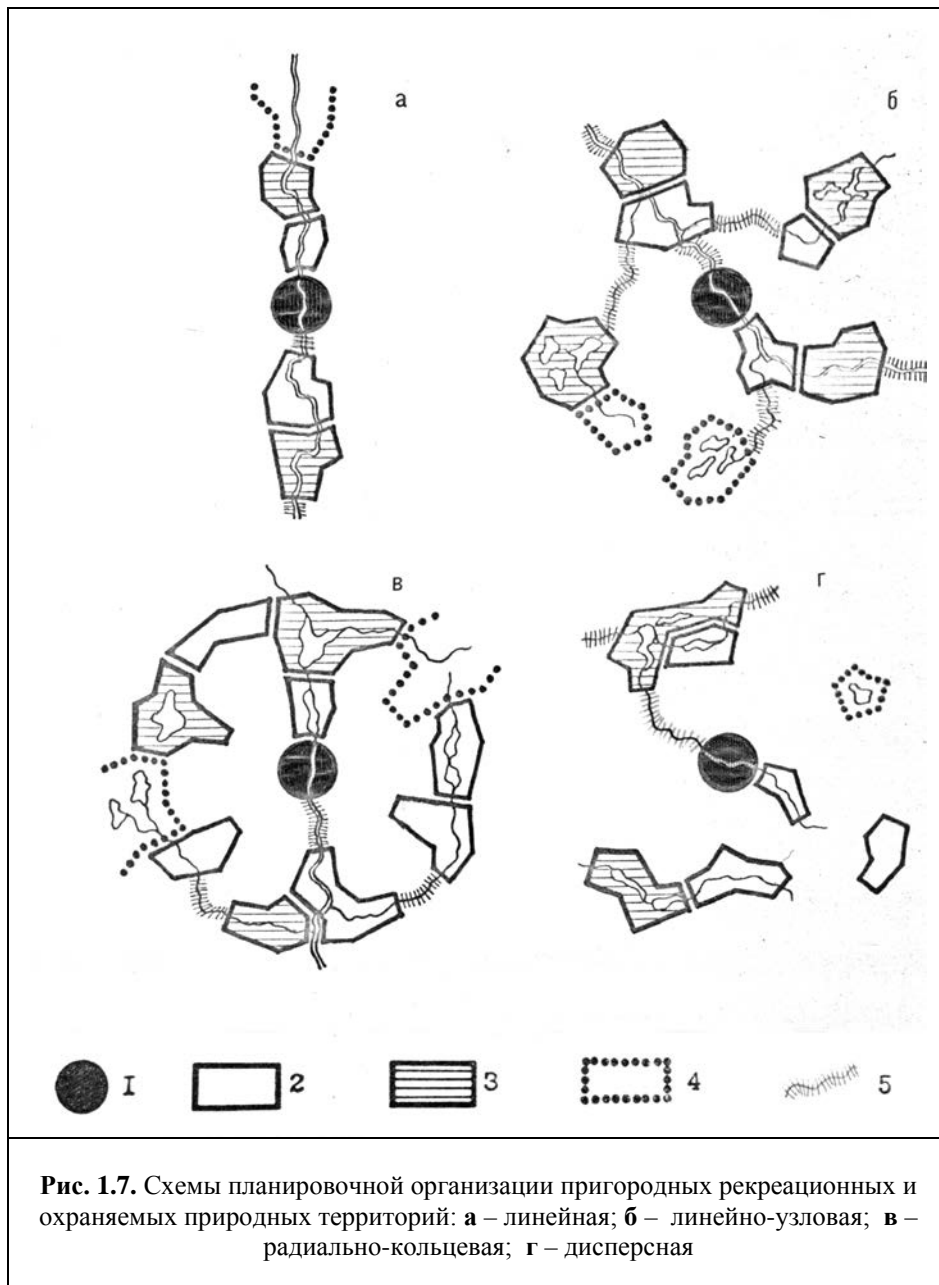 а
б
в
г
1 2 3 4 5
Рис. 1.7. Схемы планировочной организации пригородных рекреационных и
охраняемых природных территорий: а – линейная; б – линейно-узловая; в –
радиально-кольцевая; г – дисперсная